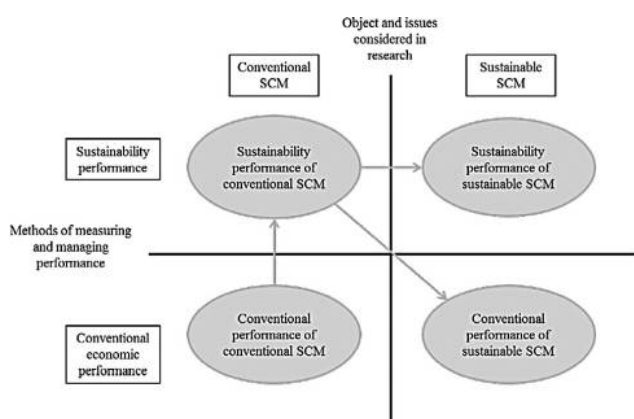 Object and issues
considered in
research
Conventional
SCM
Sustainable
SCM
Sustainability
performance
Sustainability
performance of
conventional SCM
Sustainability
performance of
sustainable SCM
Methods of measuring
and managing
performance
Conventional
economic
performance
Conventional
performance of
conventional SCM
Conventional
performance of
sustainable SCM